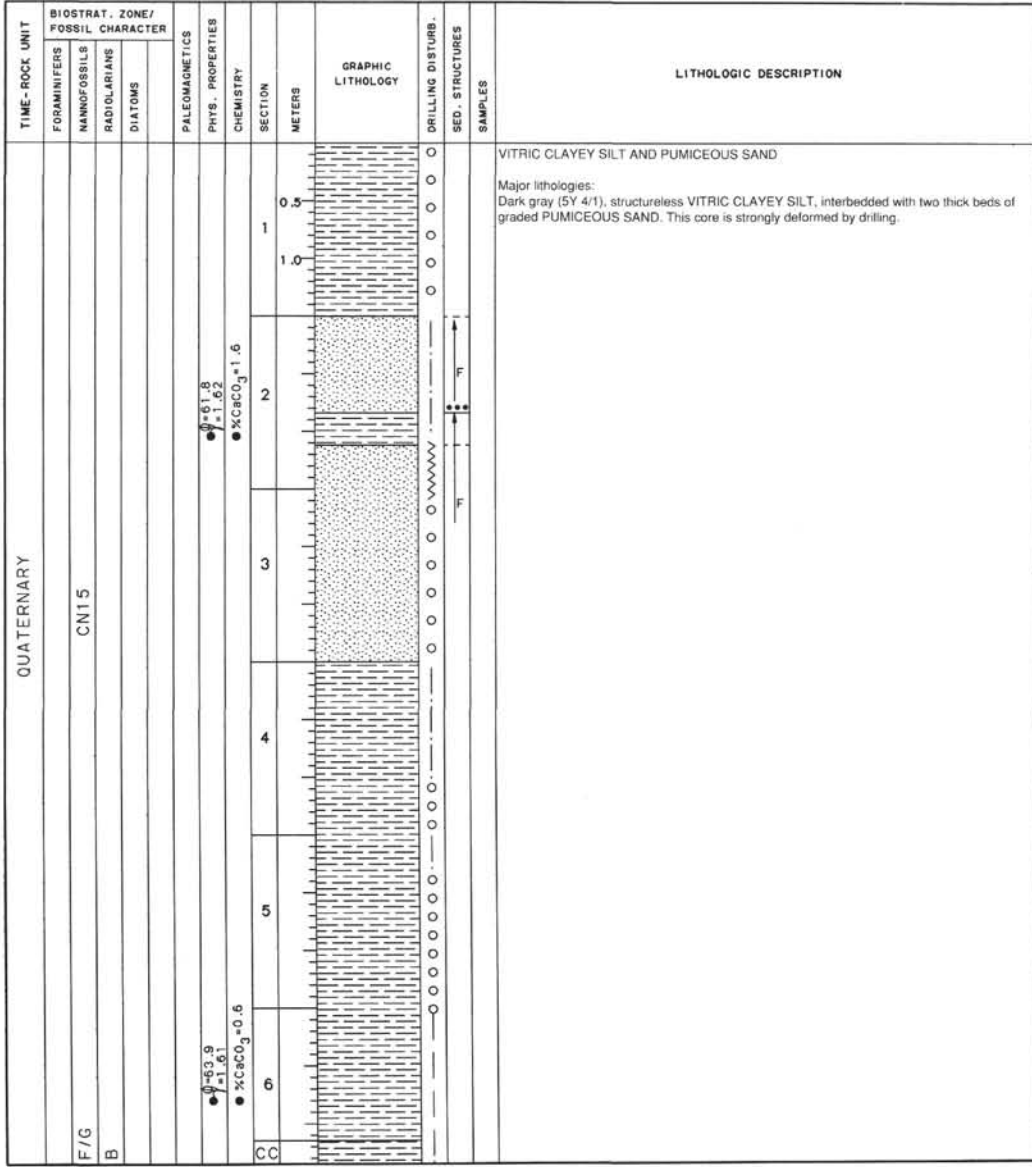 TIME-ROCK UNIT
BIOSTRAT. ZONE/
FOSSIL CHARACTER
FORAMINIFERS
NANNOFOSSILS
RADIOLARIANS
DIATOMS
PALEOMAGNETICS
PHYS. PROPERTIES
CHEMISTRY
SECTION
METERS
GRAPHIC
LITHOLOGY
DRILLING DISTURB.
SED. STRUCTURES
SAMPLES
LITHOLOGIC DESCRIPTION
VITRIC CLAYEY SILT AND PUMICEOUS SAND
Major lithologies:
Dark gray (5Y 4/1), structureless VITRIC CLAYEY SILT, interbedded with two thick beds of
graded PUMICEOUS SAND. This core is strongly deformed by drilling.
0.5
1
1.0
=61.8
=1.62
%CaCO₃=1.6
2
F
F
QUATERNARY
CN15
3
4
5
=63.9
=1.61
%CaCO₃=0.6
6
F/G
B
CC